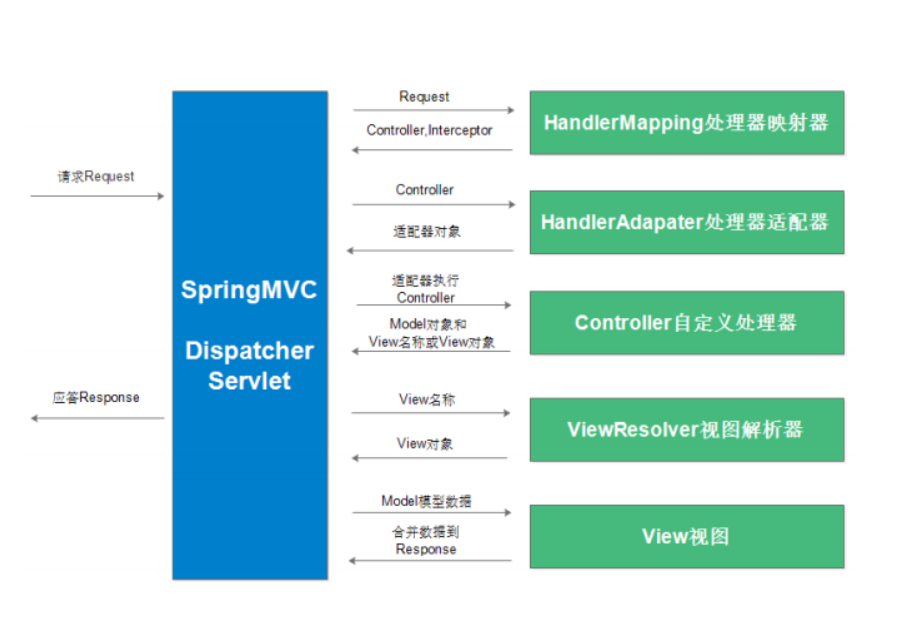 Request
HandlerMapping处理器映射器
Controller,Interceptor
请求Request
Controller
HandlerAdapater处理器适配器
适配器对象
适配器执行
Controller
SpringMVC
Dispatcher
Servlet
Controller自定义处理器
Model对象和
View名称或View对象
应答Response
View名称
ViewResolver视图解析器
View对象
Model模型数据
合并数据到
Response
View视图